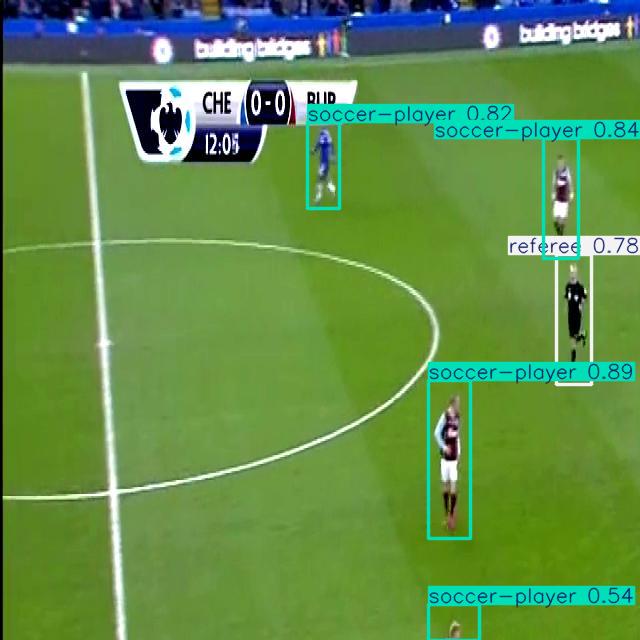 building bridges
building bridges
CHE 0-0 BUR
12:05
soccer-player 0.82
soccer-player 0.84
referee 0.78
soccer-player 0.89
soccer-player 0.54